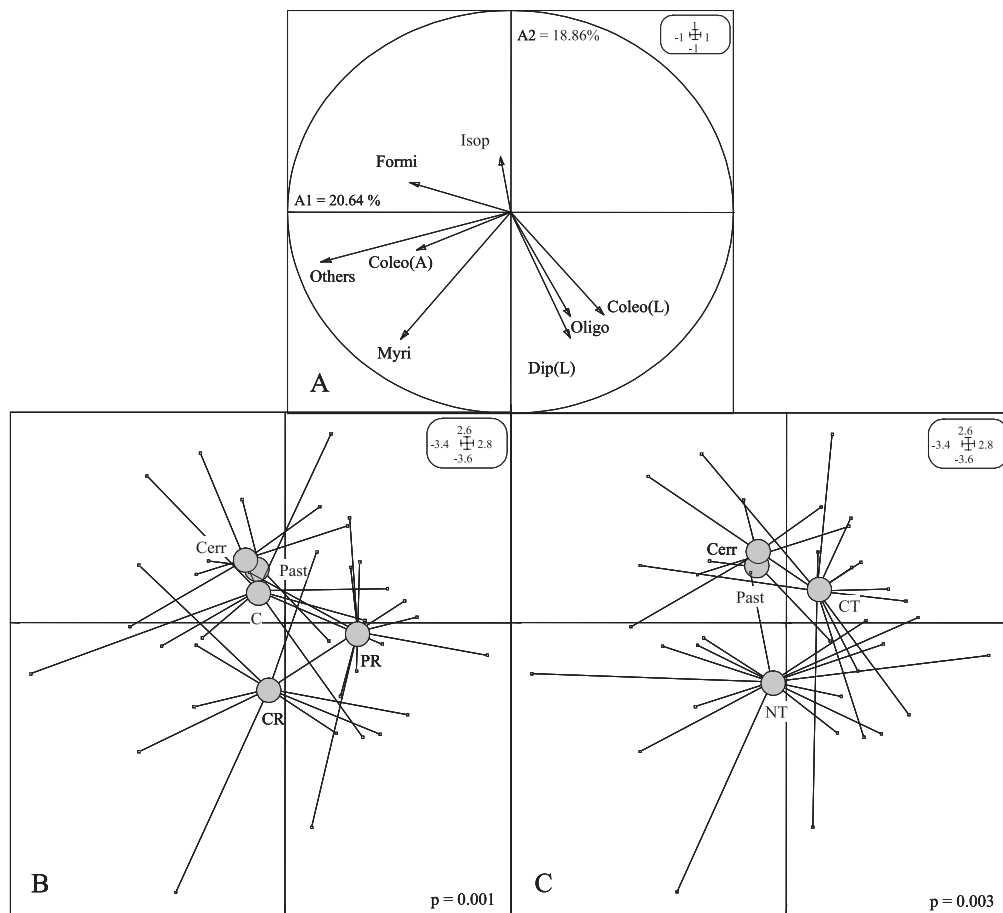 A2 = 18.86%
1
-1 1
-1
Isop
Formi
A1 = 20.64 %
Coleo(A)
Others
Coleo(L)
Oligo
Myri
Dip(L)
A
2.6
-3.4 2.8
-3.6
Cerr
Past
C
PR
CR
B
p = 0.001
2.6
-3.4 2.8
-3.6
Cerr
Past
CT
NT
C
p = 0.003